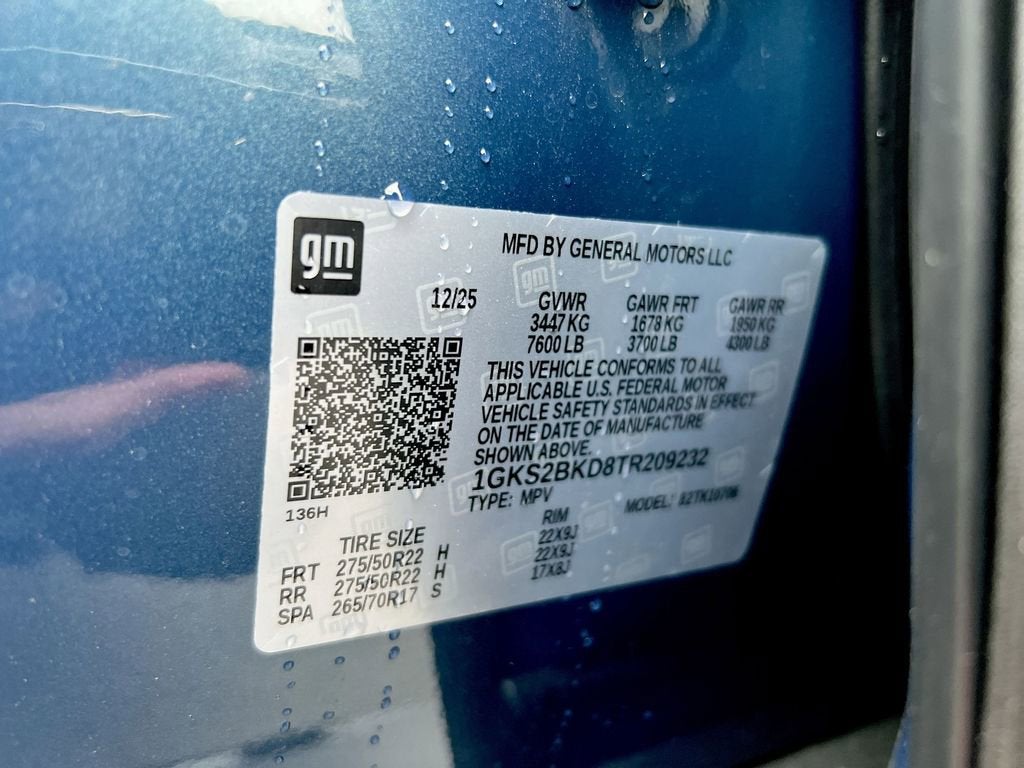 gm
MFD BY GENERAL MOTORS LLC
12/25 GVWR GAWR FRT GAWR RR
3447 KG 1678 KG 1950 KG
7600 LB 3700 LB 4300 LB
THIS VEHICLE CONFORMS TO ALL
APPLICABLE U.S. FEDERAL MOTOR
VEHICLE SAFETY STANDARDS IN EFFECT
ON THE DATE OF MANUFACTURE
SHOWN ABOVE.
1GKS2BKD8TR209232
TYPE: MPV MODEL:
136H
TIRE SIZE RIM
FRT 275/50R22 H 22X9J
RR 275/50R22 H 22X9J
SPA 265/70R17 S 17X8J